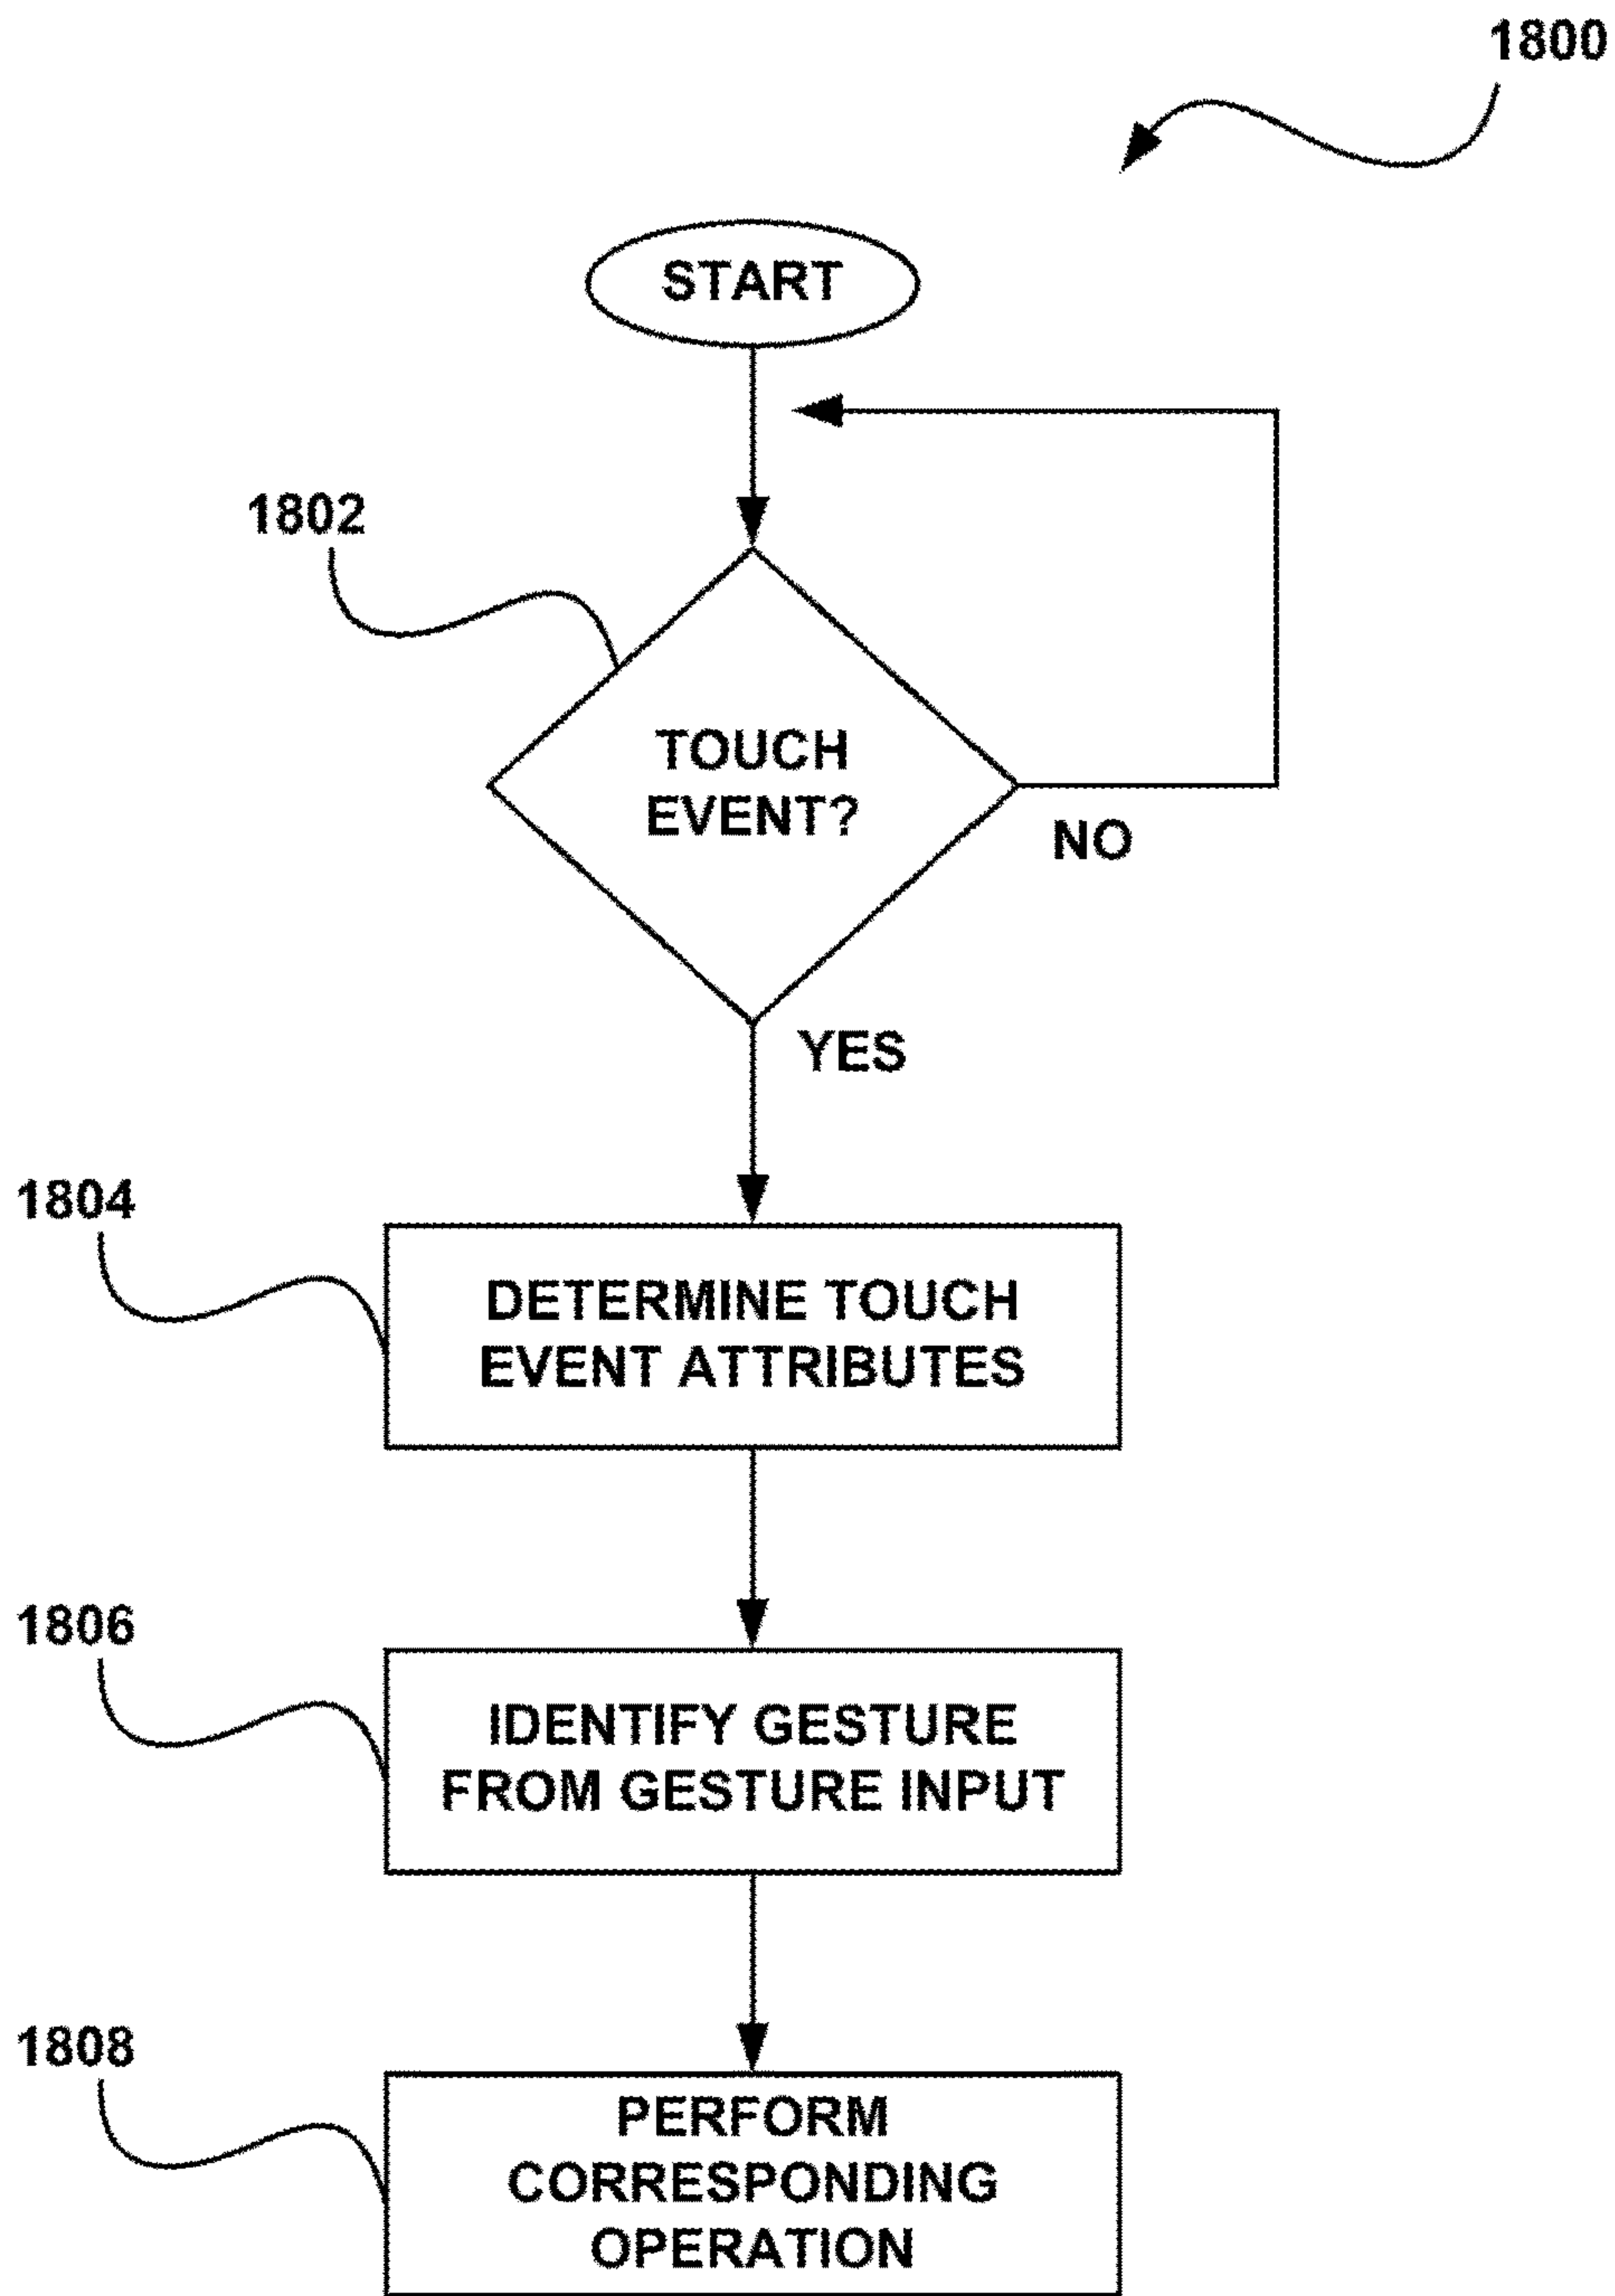 1800
START
1802
TOUCH
EVENT?
NO
YES
1804
DETERMINE TOUCH
EVENT ATTRIBUTES
1806
IDENTIFY GESTURE
FROM GESTURE INPUT
1808
PERFORM
CORRESPONDING
OPERATION